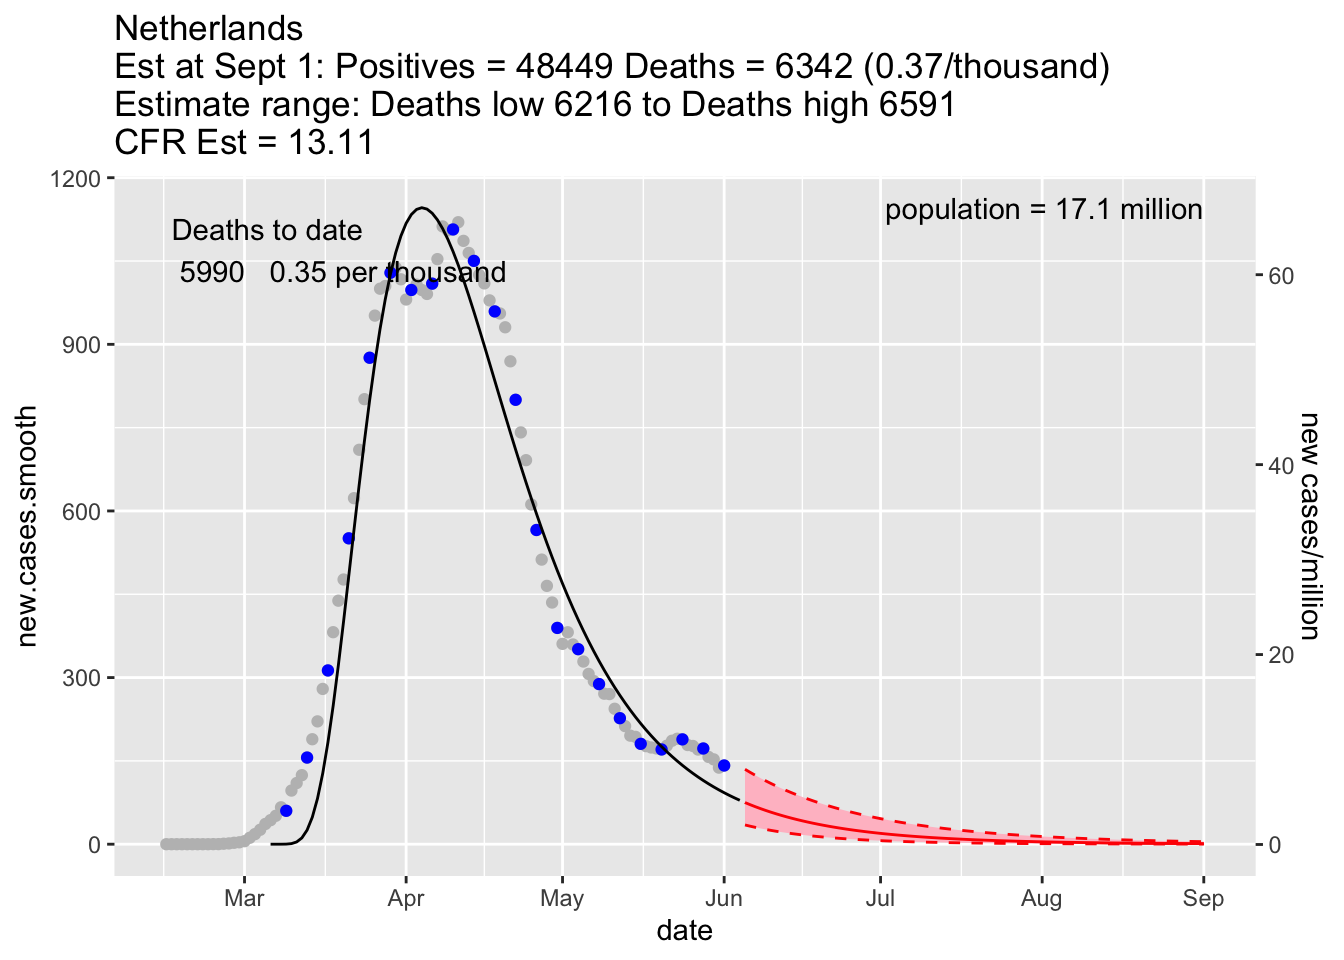 Netherlands
Est at Sept 1: Positives = 48449 Deaths = 6342 (0.37/thousand)
Estimate range: Deaths low 6216 to Deaths high 6591
CFR Est = 13.11
1200
900
600
300
0
new.cases.smooth
Deaths to date
5990 0.35 per thousand
population = 17.1 million
60
40
20
0
new cases/million
Mar Apr May Jun Jul Aug Sep
date